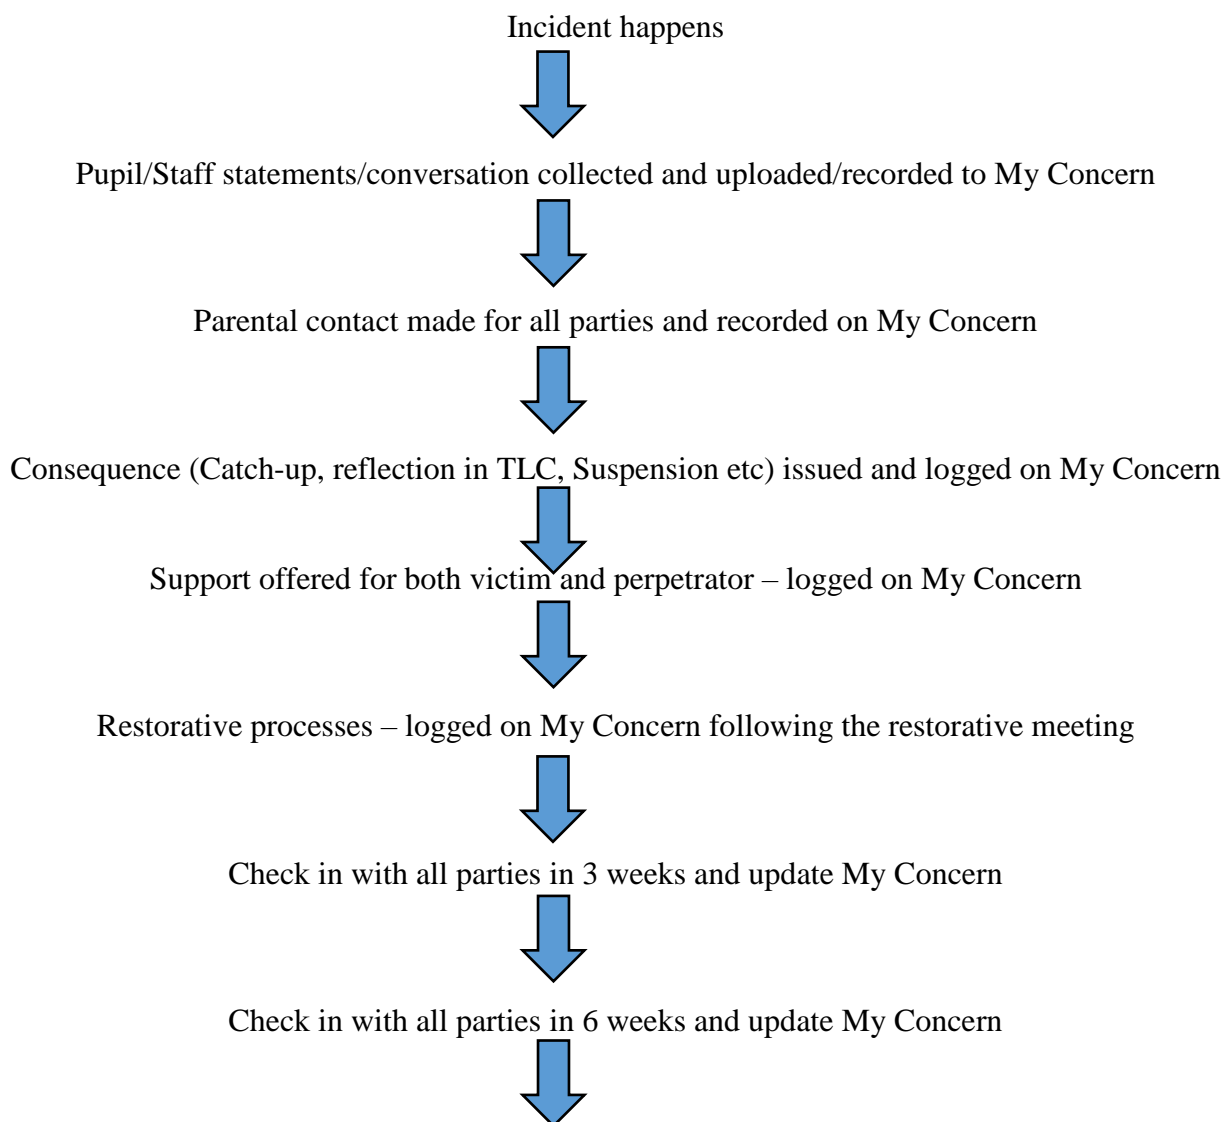 Incident happens
Pupil/Staff statements/conversation collected and uploaded/recorded to My Concern
Parental contact made for all parties and recorded on My Concern
Consequence (Catch-up, reflection in TLC, Suspension etc) issued and logged on My Concern
Support offered for both victim and perpetrator – logged on My Concern
Restorative processes – logged on My Concern following the restorative meeting
Check in with all parties in 3 weeks and update My Concern
Check in with all parties in 6 weeks and update My Concern